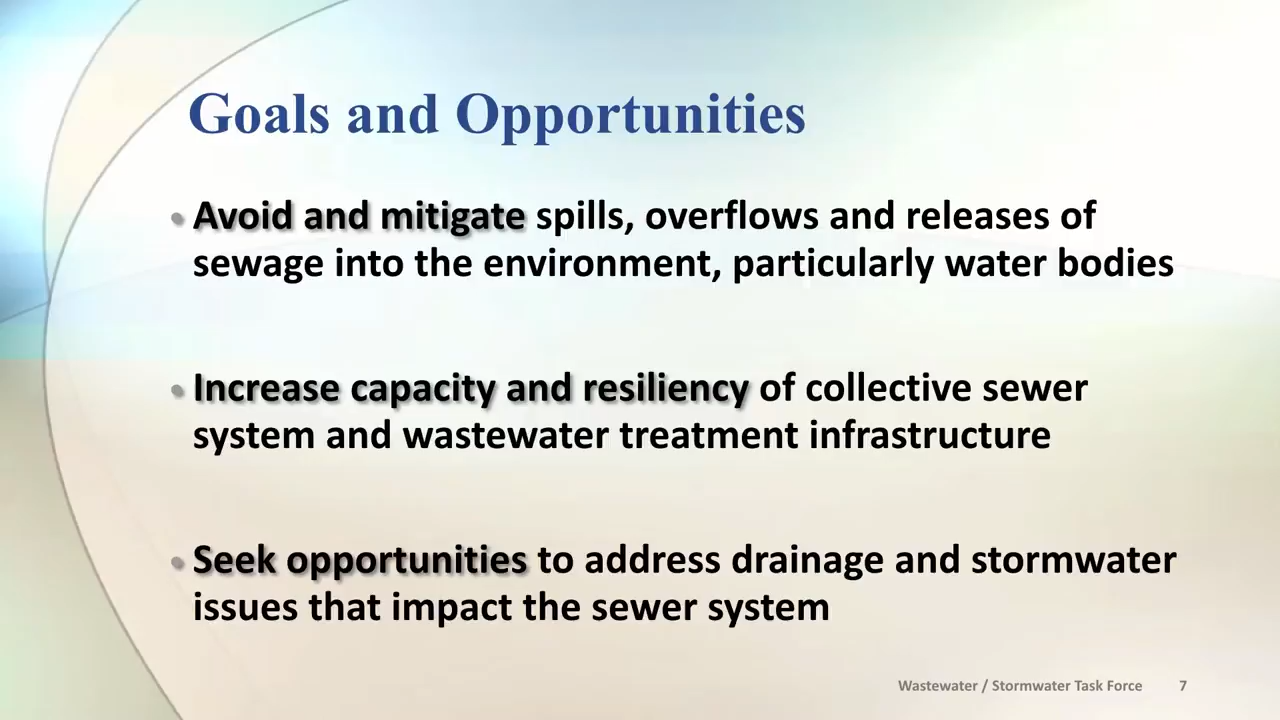 Goals and Opportunities
• Avoid and mitigate spills, overflows and releases of
sewage into the environment, particularly water bodies
• Increase capacity and resiliency of collective sewer
system and wastewater treatment infrastructure
• Seek opportunities to address drainage and stormwater
issues that impact the sewer system
Wastewater / Stormwater Task Force 7